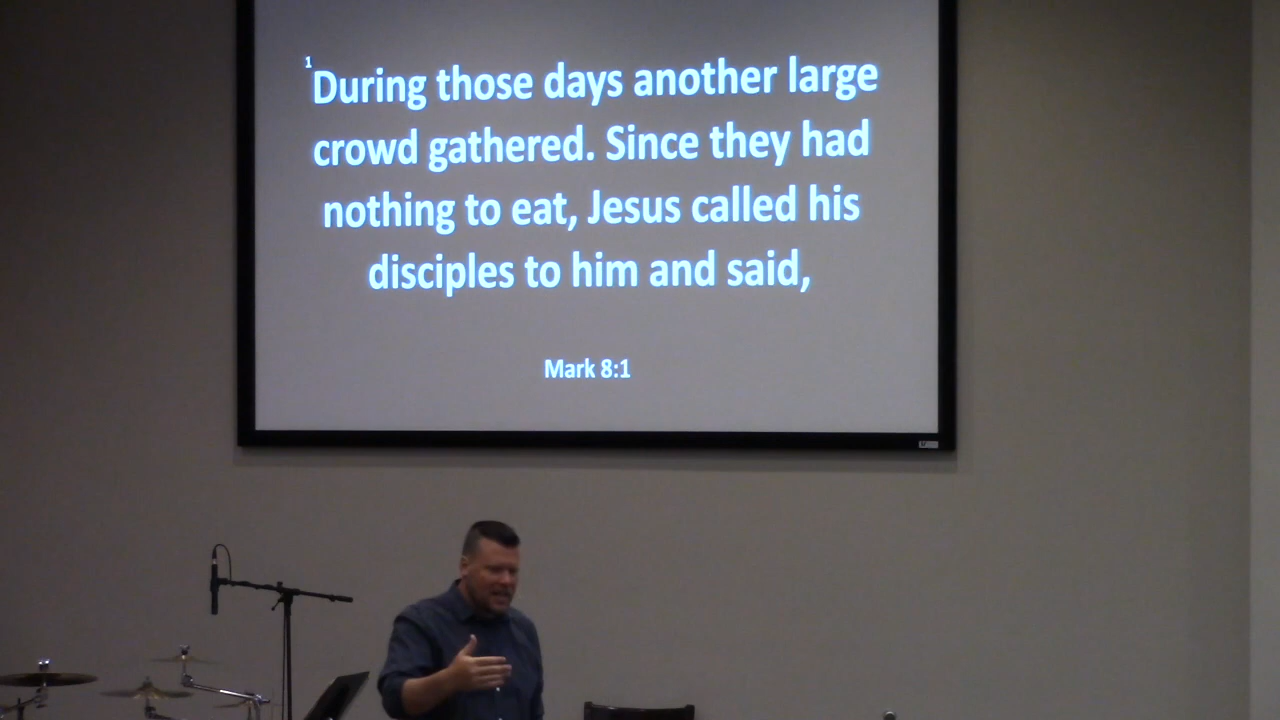 ¹During those days another large
crowd gathered. Since they had
nothing to eat, Jesus called his
disciples to him and said,
Mark 8:1